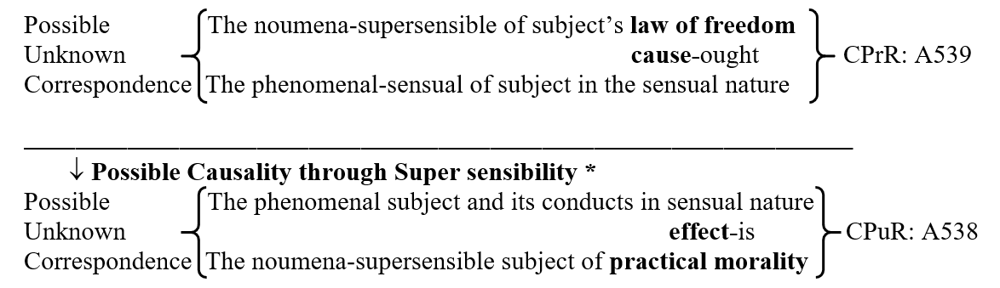 Possible The noumena-supersensible of subject's law of freedom
Unknown cause-ought CPrR: A539
Correspondence The phenomenal-sensual of subject in the sensual nature
↓ Possible Causality through Super sensibility *
Possible The phenomenal subject and its conducts in sensual nature
Unknown effect-is CPuR: A538
Correspondence The noumena-supersensible subject of practical morality